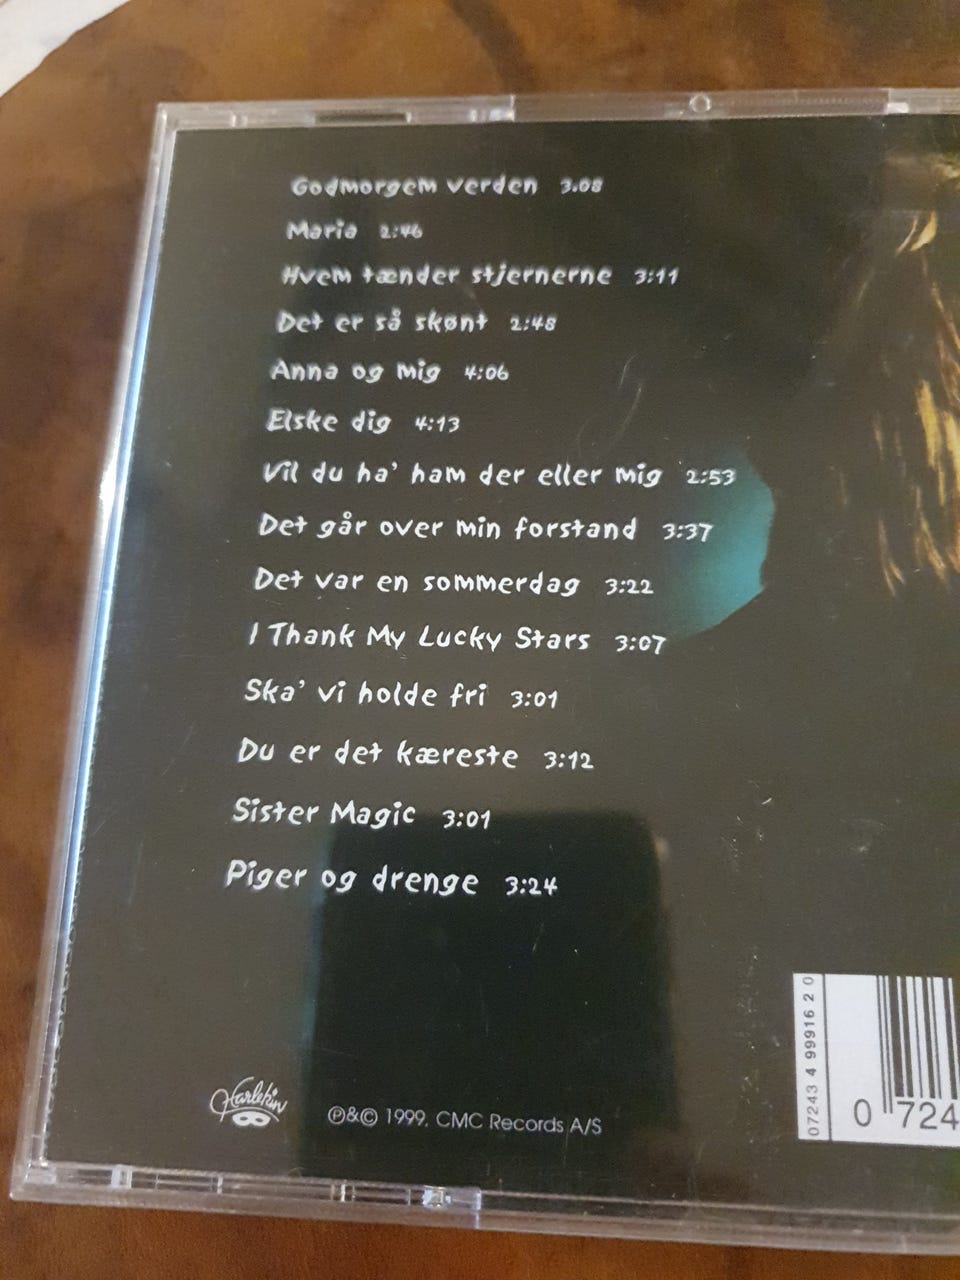 Godmorgem verden 3.08
Maria 2:46
Hvem tænder stjernerne 3:11
Det er så skønt 2:48
Anna og mig 4:06
Elske dig 4:13
Vil du ha' ham der eller mig 2:53
Det går over min forstand 3:37
Det var en sommerdag 3:22
I Thank My Lucky Stars 3:07
Ska' vi holde fri 3:01
Du er det kæreste 3:12
Sister Magic 3:01
Piger og drenge 3:24
Harlekin
℗&© 1999. CMC Records A/S
07243 4 99916 2 0
0 724